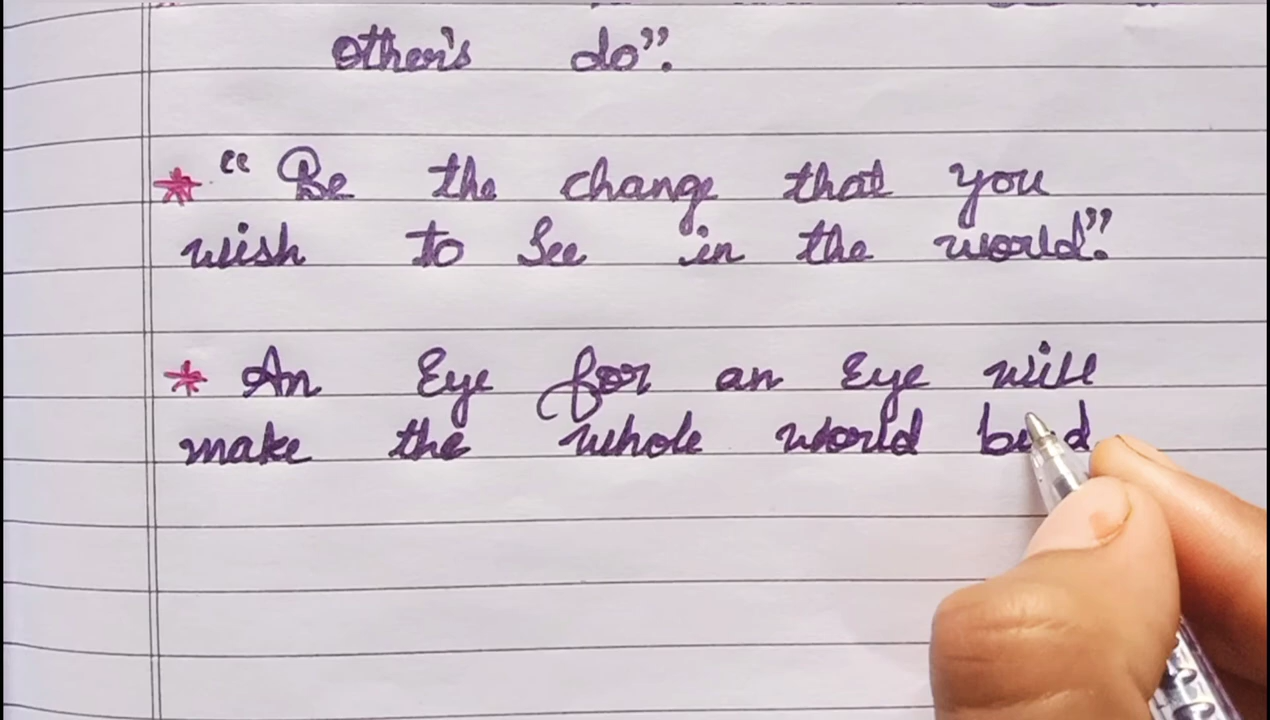 other's do”.
* “Be the change that you
wish to See in the world”.
* An Eye for an Eye will
make the whole world